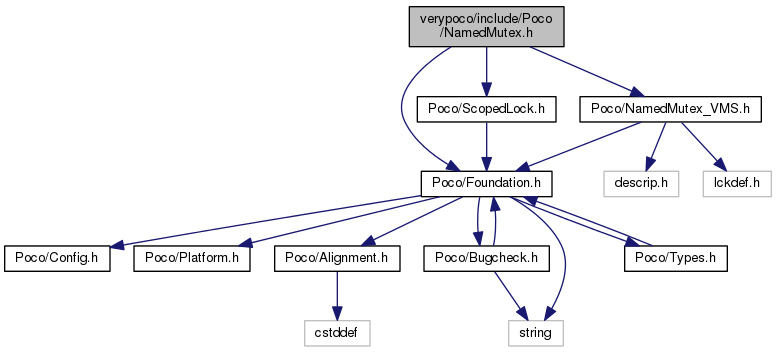 verypoco/include/Poco
/NamedMutex.h
Poco/ScopedLock.h
Poco/NamedMutex_VMS.h
Poco/Foundation.h
descrip.h
lckdef.h
Poco/Config.h
Poco/Platform.h
Poco/Alignment.h
Poco/Bugcheck.h
Poco/Types.h
cstddef
string